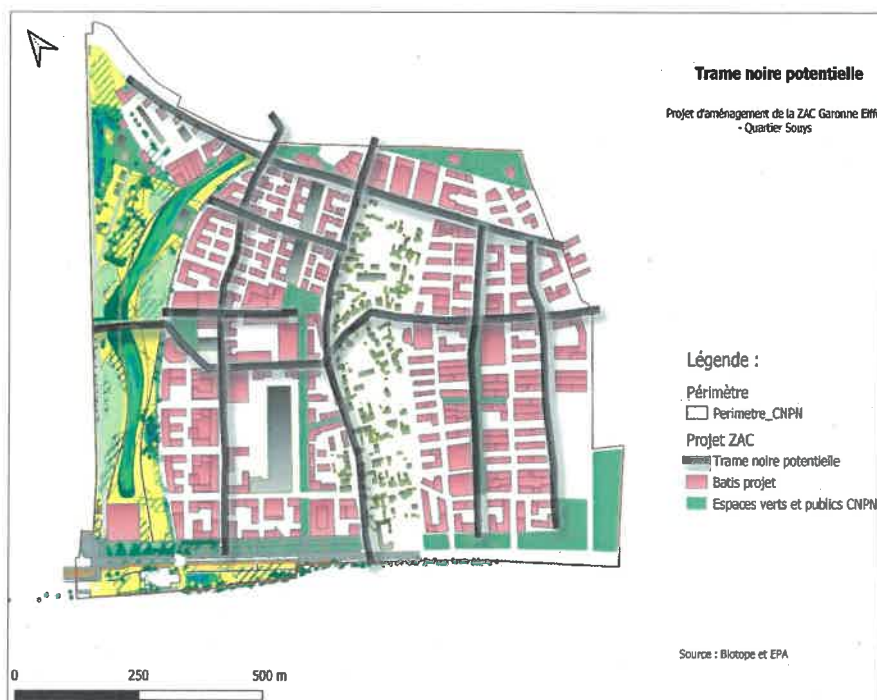 Trame noire potentielle
Projet d'aménagement de la ZAC Garonne Eiffe
- Quartier Souys
Légende :
Périmètre
Perimetre_CNPN
Projet ZAC
Trame noire potentielle
Batis projet
Espaces verts et publics CNPN
Source : Biotope et EPA
0 250 500 m